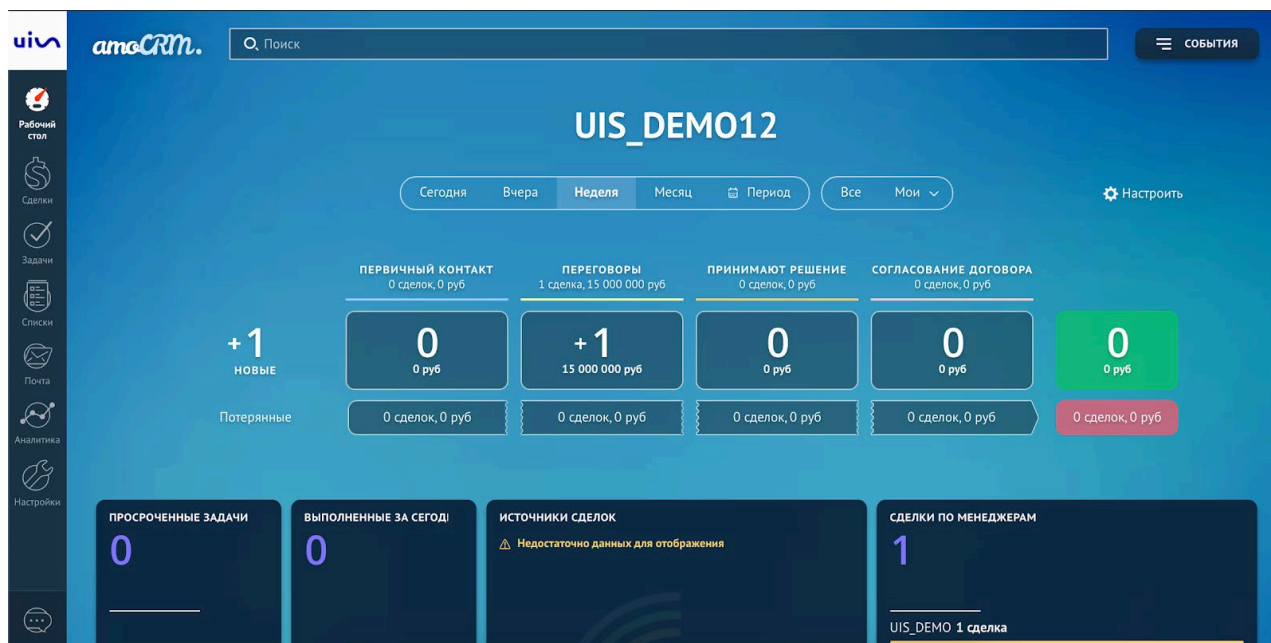 uis
amoCRM.
Поиск
СОБЫТИЯ
Рабочий
стол
Сделки
Задачи
Списки
Почта
Аналитика
Настройки
UIS_DEMO12
Сегодня Вчера Неделя Месяц Период Все Мои
Настроить
ПЕРВИЧНЫЙ КОНТАКТ ПЕРЕГОВОРЫ ПРИНИМАЮТ РЕШЕНИЕ СОГЛАСОВАНИЕ ДОГОВОРА
0 сделок, 0 руб 1 сделка, 15 000 000 руб 0 сделок, 0 руб 0 сделок, 0 руб
+1 0 +1 0 0 0
НОВЫЕ 0 руб 15 000 000 руб 0 руб 0 руб 0 руб
Потерянные 0 сделок, 0 руб 0 сделок, 0 руб 0 сделок, 0 руб 0 сделок, 0 руб 0 сделок, 0 руб
ПРОСРОЧЕННЫЕ ЗАДАЧИ
0
ВЫПОЛНЕННЫЕ ЗА СЕГОД
0
ИСТОЧНИКИ СДЕЛОК
Недостаточно данных для отображения
СДЕЛКИ ПО МЕНЕДЖЕРАМ
1
UIS_DEMO 1 сделка